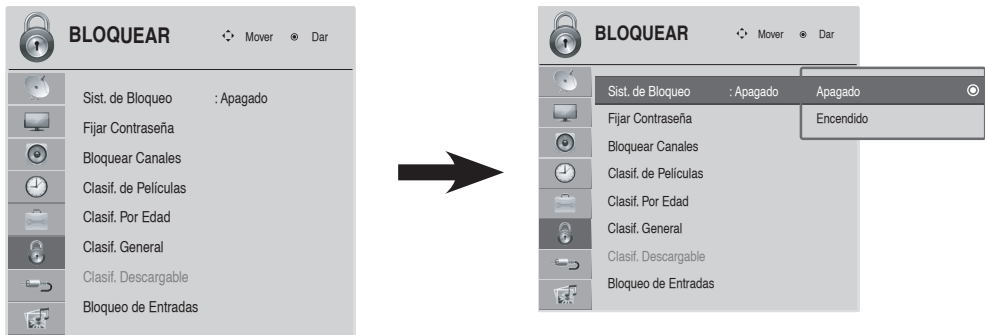 BLOQUEAR Mover Dar
Sist. de Bloqueo : Apagado
Fijar Contraseña
Bloquear Canales
Clasif. de Películas
Clasif. Por Edad
Clasif. General
Clasif. Descargable
Bloqueo de Entradas
BLOQUEAR Mover Dar
Sist. de Bloqueo : Apagado Apagado
Fijar Contraseña Encendido
Bloquear Canales
Clasif. de Películas
Clasif. Por Edad
Clasif. General
Clasif. Descargable
Bloqueo de Entradas